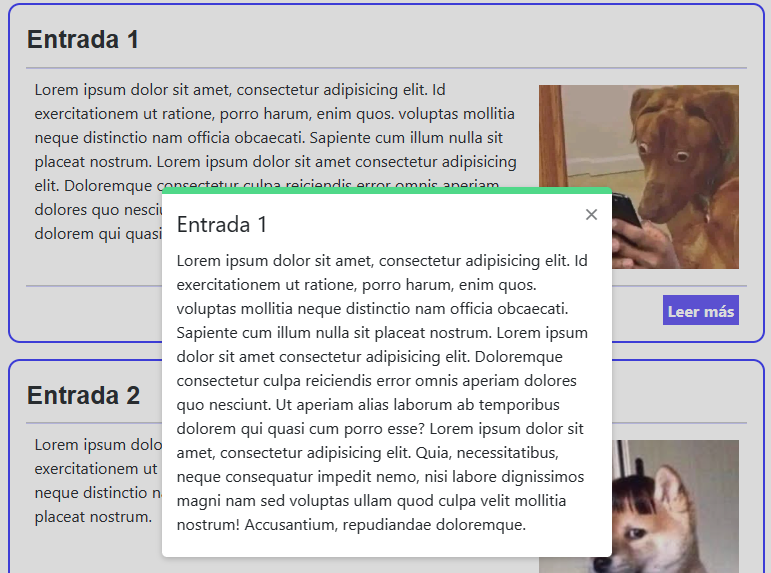 Entrada 1
Lorem ipsum dolor sit amet, consectetur adipisicing elit. Id
exercitationem ut ratione, porro harum, enim quos. voluptas mollitia
neque distinctio nam officia obcaecati. Sapiente cum illum nulla sit
placeat nostrum. Lorem ipsum dolor sit amet consectetur adipisicing
elit. Doloremque consectetur culpa reiciendis error omnis aperiam
dolores quo
dolorem qui quasi
Leer más
Entrada 1
×
Lorem ipsum dolor sit amet, consectetur adipisicing elit. Id
exercitationem ut ratione, porro harum, enim quos.
voluptas mollitia neque distinctio nam officia obcaecati.
Sapiente cum illum nulla sit placeat nostrum. Lorem ipsum
dolor sit amet consectetur adipisicing elit. Doloremque
consectetur culpa reiciendis error omnis aperiam dolores
quo nesciunt. Ut aperiam alias laborum ab temporibus
dolorem qui quasi cum porro esse? Lorem ipsum dolor sit
amet, consectetur adipisicing elit. Quia, necessitatibus,
neque consequatur impedit nemo, nisi labore dignissimos
magni nam sed voluptas ullam quod culpa velit mollitia
nostrum! Accusantium, repudiandae doloremque.
Entrada 2
Lorem ipsum dolo
exercitationem ut
neque distinctio n
placeat nostrum.